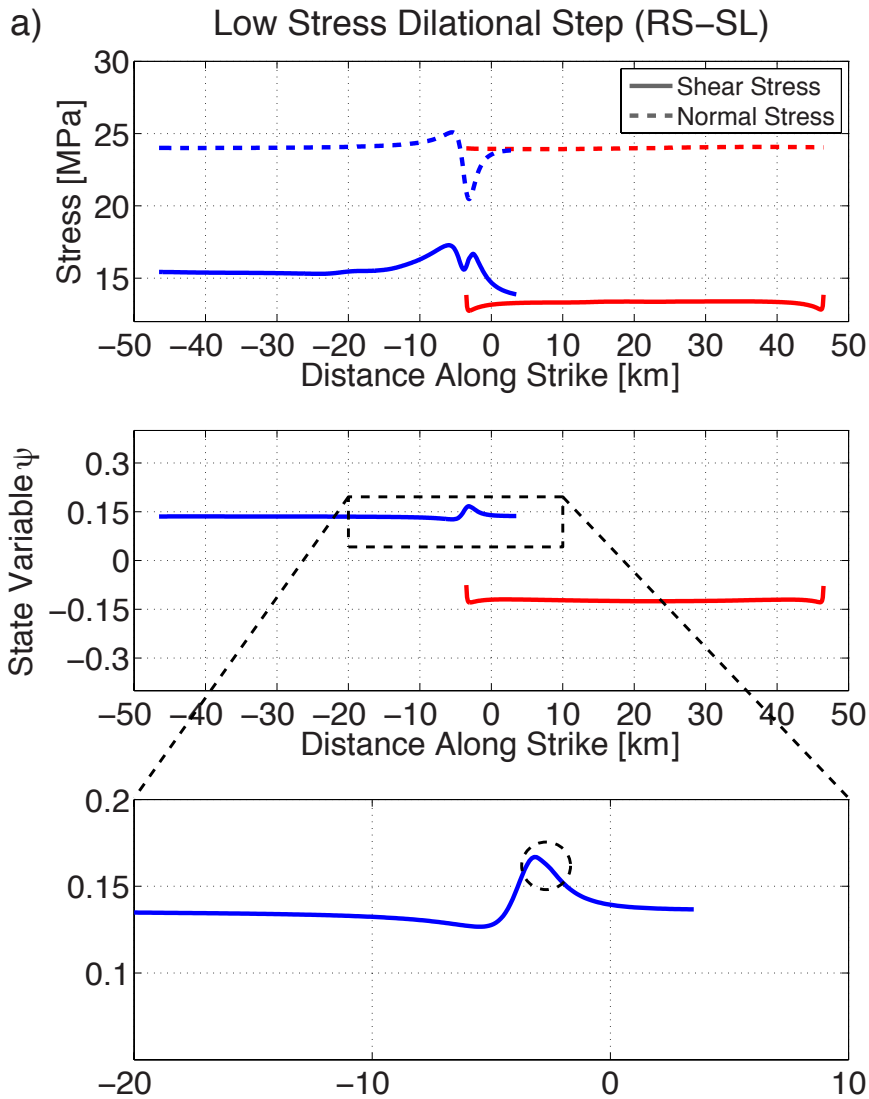 a) Low Stress Dilational Step (RS−SL)
30
25
20
15
Stress [MPa]
Shear Stress
Normal Stress
−50 −40 −30 −20 −10 0 10 20 30 40 50
Distance Along Strike [km]
0.3
0.15
0
−0.15
−0.3
State Variable ψ
−50 −40 −30 −20 −10 0 10 20 30 40 50
Distance Along Strike [km]
0.2
0.15
0.1
−20 −10 0 10